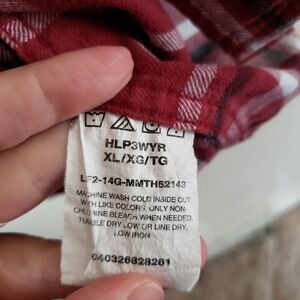 HLP3WYR
XL/XG/TG
LF2-14G-MMTH52143
MACHINE WASH COLD INSIDE OUT
WITH LIKE COLORS, ONLY NON-
CHLORINE BLEACH WHEN NEEDED,
TUMBLE DRY LOW OR LINE DRY,
LOW IRON
040326828261